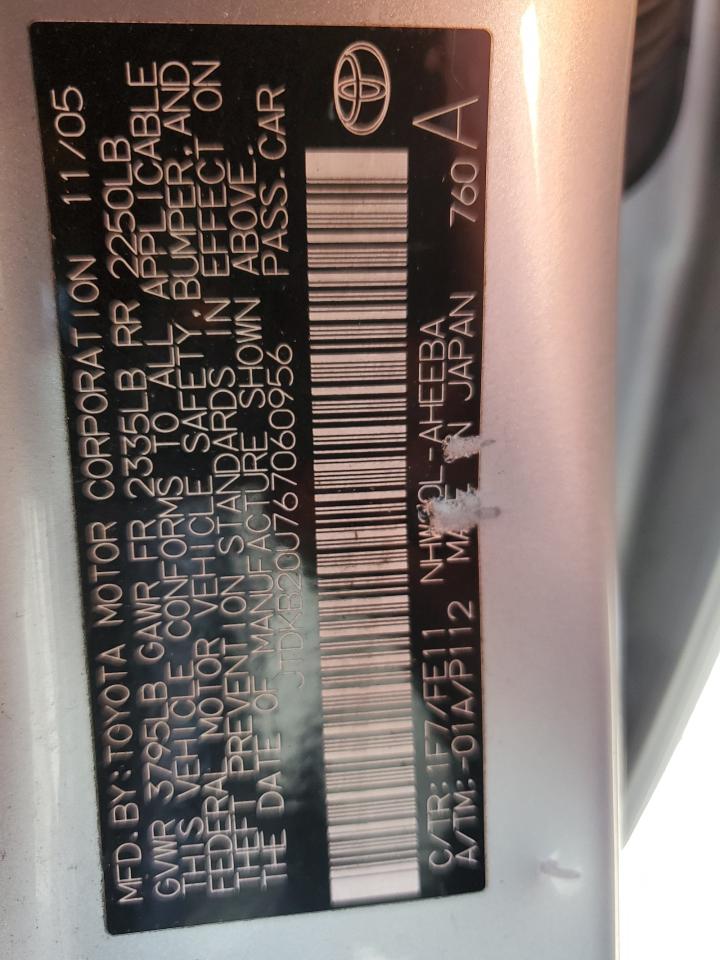 MFD.BY:TOYOTA MOTOR CORPORATION 11/05
GVWR 3795LB GAWR FR 2335LB RR 2250LB
THIS VEHICLE CONFORMS TO ALL APPLICABLE
FEDERAL MOTOR VEHICLE SAFETY,BUMPER,AND
THEFT PREVENTION STANDARDS IN EFFECT ON
THE DATE OF MANUFACTURE SHOWN ABOVE.
JTDKB20U767060956 PASS.CAR
C/TR: 1F7/FE11 AHEEBA 760 A
A/TM:-01A/P112 IN JAPAN